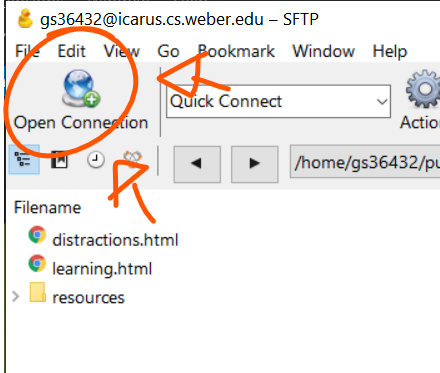 gs36432@icarus.cs.weber.edu – SFTP
File Edit View Go Bookmark Window Help
Quick Connect
Open Connection Action
/home/gs36432/pu
Filename
distractions.html
learning.html
resources